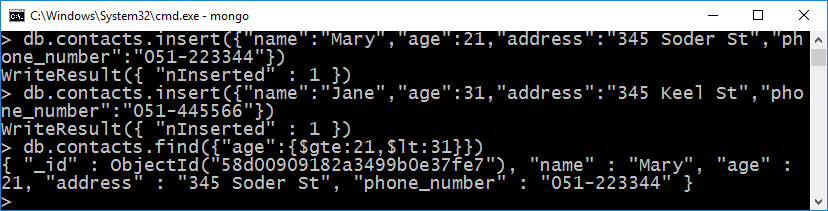 C:\Windows\System32\cmd.exe - mongo
> db.contacts.insert({"name":"Mary","age":21,"address":"345 Soder St","ph
one_number":"051-223344"})
WriteResult({ "nInserted" : 1 })
> db.contacts.insert({"name":"Jane","age":31,"address":"345 Keel St","pho
ne_number":"051-445566"})
WriteResult({ "nInserted" : 1 })
> db.contacts.find({"age":{$gte:21,$lt:31}})
{ "_id" : ObjectId("58d00909182a3499b0e37fe7"), "name" : "Mary", "age" :
21, "address" : "345 Soder St", "phone_number" : "051-223344" }
>